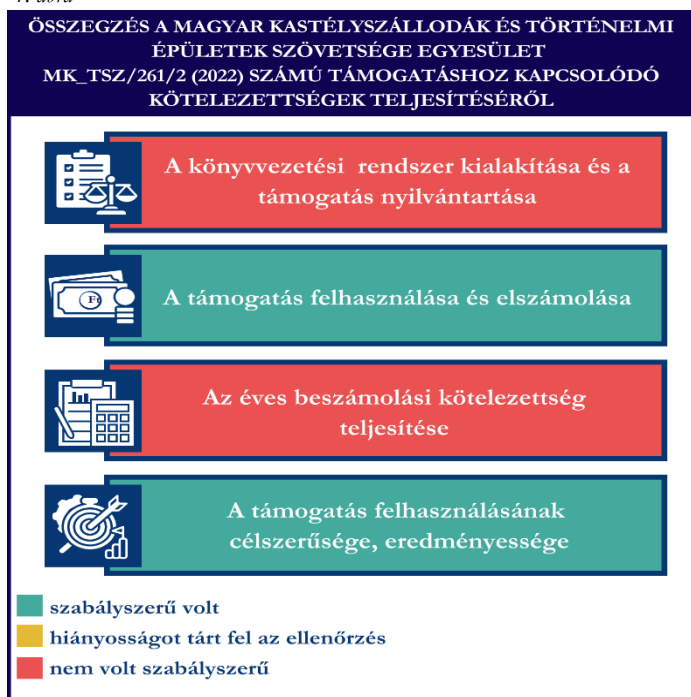 ÖSSZEGZÉS A MAGYAR KASTÉLYSZÁLLODÁK ÉS TÖRTÉNELMI
ÉPÜLETEK SZÖVETSÉGE EGYESÜLET
MK_TSZ/261/2 (2022) SZÁMÚ TÁMOGATÁSHOZ KAPCSOLÓDÓ
KÖTELEZETTSÉGEK TELJESÍTÉSÉRŐL
A könyvvezetési rendszer kialakítása és a
támogatás nyilvántartása
Ft
A támogatás felhasználása és elszámolása
Az éves beszámolási kötelezettség
teljesítése
A támogatás felhasználásának
célszerűsége, eredményessége
szabályszerű volt
hiányosságot tárt fel az ellenőrzés
nem volt szabályszerű